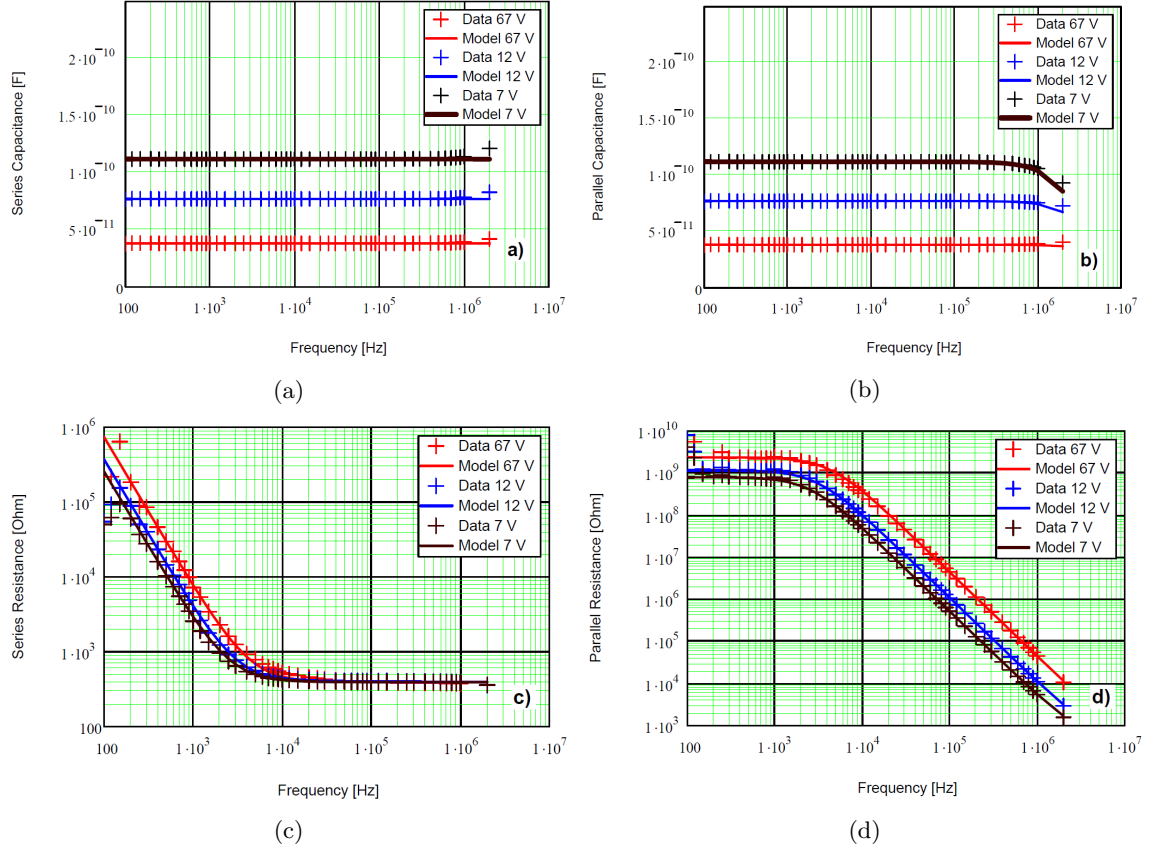 Series Capacitance [F]
2·10⁻¹⁰
1.5·10⁻¹⁰
1·10⁻¹⁰
5·10⁻¹¹
0
Data 67 V
Model 67 V
Data 12 V
Model 12 V
Data 7 V
Model 7 V
a)
100 1·10³ 1·10⁴ 1·10⁵ 1·10⁶ 1·10⁷
Frequency [Hz]
(a)
Parallel Capacitance [F]
2·10⁻¹⁰
1.5·10⁻¹⁰
1·10⁻¹⁰
5·10⁻¹¹
0
Data 67 V
Model 67 V
Data 12 V
Model 12 V
Data 7 V
Model 7 V
b)
100 1·10³ 1·10⁴ 1·10⁵ 1·10⁶ 1·10⁷
Frequency [Hz]
(b)
Series Resistance [Ohm]
1·10⁶
1·10⁵
1·10⁴
1·10³
100
Data 67 V
Model 67 V
Data 12 V
Model 12 V
Data 7 V
Model 7 V
c)
100 1·10³ 1·10⁴ 1·10⁵ 1·10⁶ 1·10⁷
Frequency [Hz]
(c)
Parallel Resistance [Ohm]
1·10¹⁰
1·10⁹
1·10⁸
1·10⁷
1·10⁶
1·10⁵
1·10⁴
1·10³
Data 67 V
Model 67 V
Data 12 V
Model 12 V
Data 7 V
Model 7 V
d)
100 1·10³ 1·10⁴ 1·10⁵ 1·10⁶ 1·10⁷
Frequency [Hz]
(d)